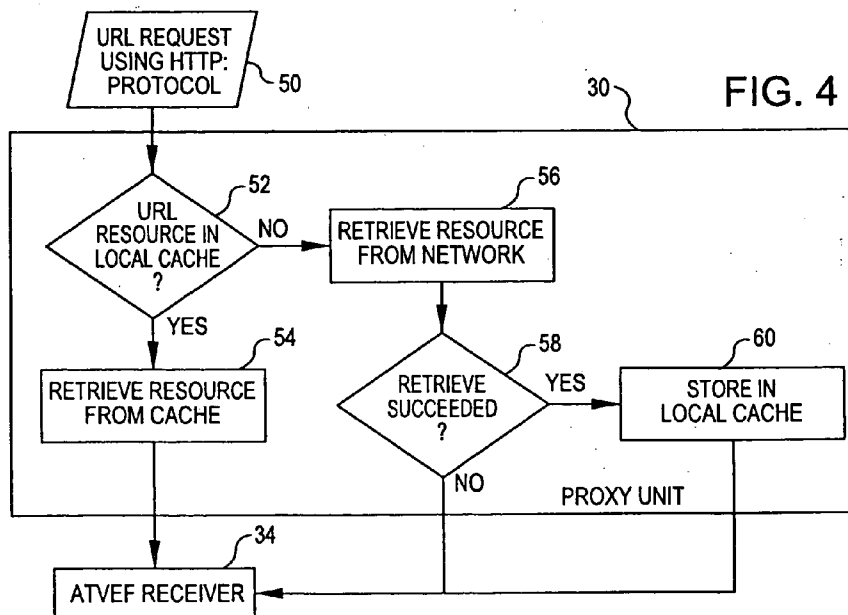 URL REQUEST
USING HTTP:
PROTOCOL
50
30
FIG. 4
52
URL
RESOURCE IN
LOCAL CACHE
?
NO
YES
56
RETRIEVE RESOURCE
FROM NETWORK
54
RETRIEVE RESOURCE
FROM CACHE
58
RETRIEVE
SUCCEEDED
?
YES
NO
60
STORE IN
LOCAL CACHE
PROXY UNIT
34
ATVEF RECEIVER